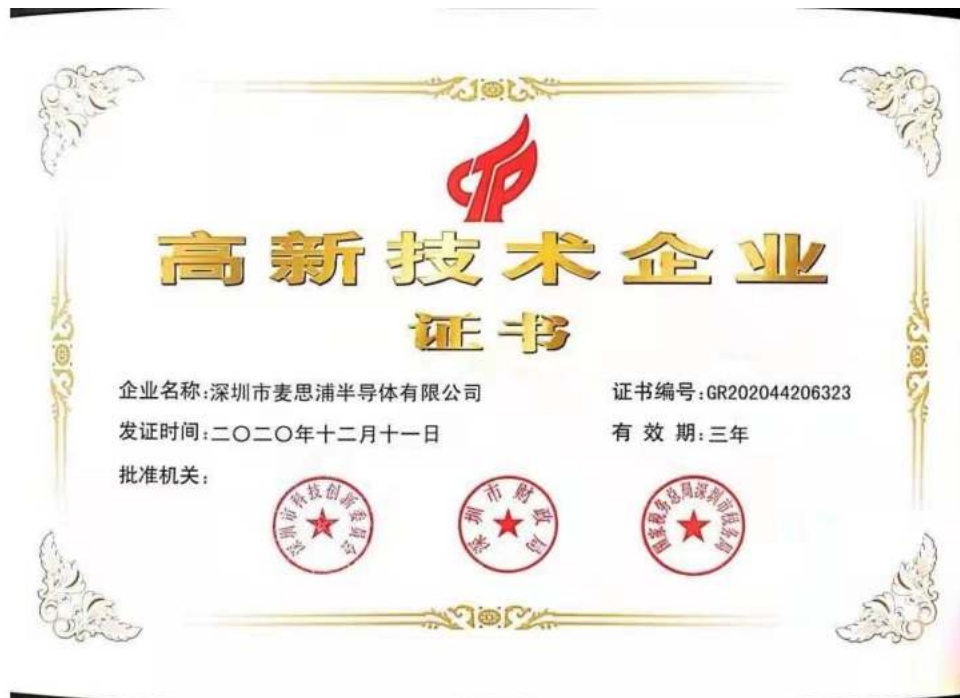 CTP
高新技术企业
证书
企业名称:深圳市麦思浦半导体有限公司
证书编号:GR202044206323
发证时间:二〇二〇年十二月十一日
有 效 期:三年
批准机关:
深圳市科技创新委员会
深圳市财政局
国家税务总局深圳市税务局